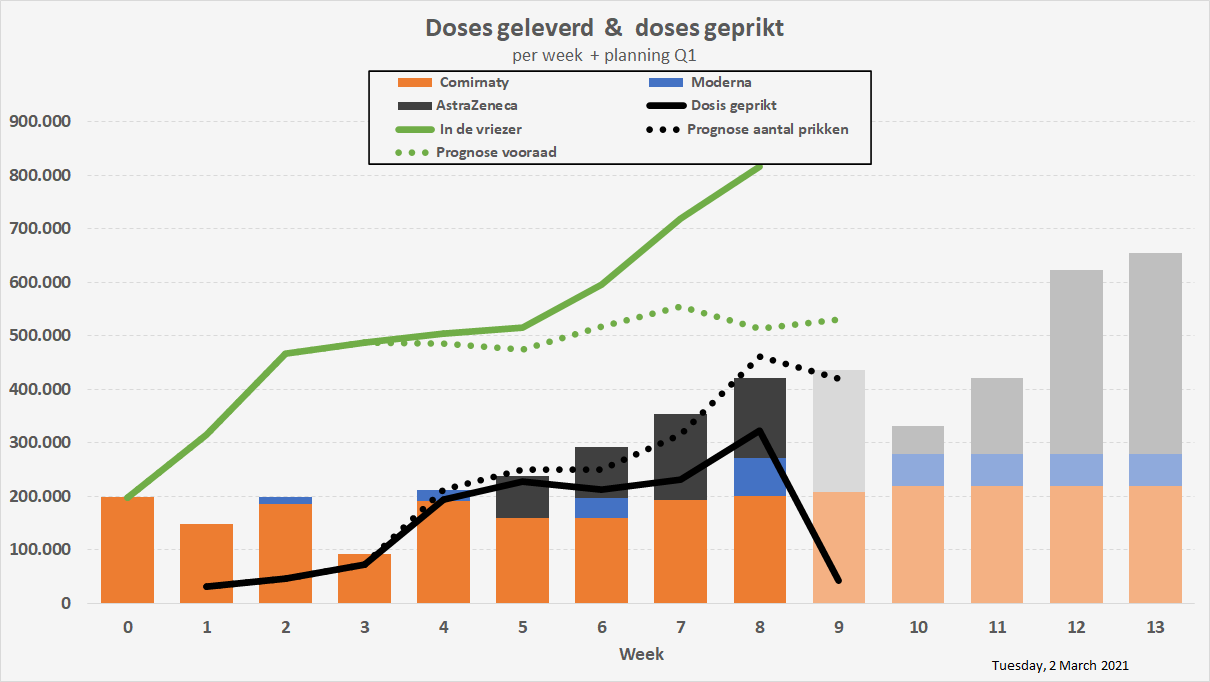 Doses geleverd & doses geprikt
per week + planning Q1
Comirnaty
Moderna
AstraZeneca
Dosis geprikt
In de vriezer
Prognose aantal prikken
Prognose vooraad
900.000
800.000
700.000
600.000
500.000
400.000
300.000
200.000
100.000
0
0 1 2 3 4 5 6 7 8 9 10 11 12 13
Week
Tuesday, 2 March 2021